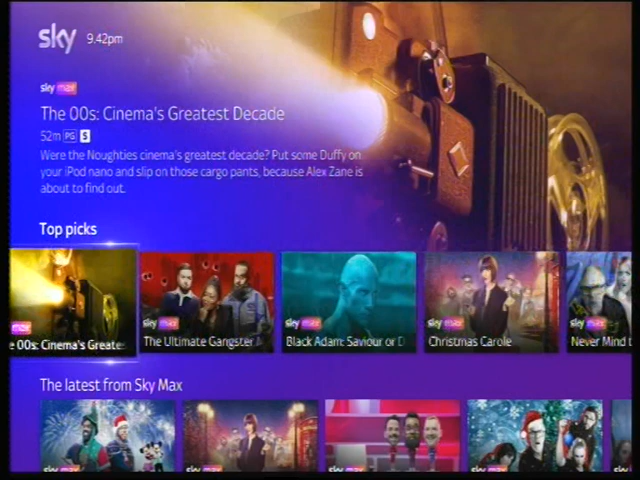 sky 9.42pm
sky max
The 00s: Cinema's Greatest Decade
52m PG S
Were the Noughties cinema's greatest decade? Put some Duffy on
your iPod nano and slip on those cargo pants, because Alex Zane is
about to find out.
Top picks
max
sky max
sky max
sky max
e 00s: Cinema's Greate
The Ultimate Gangster
Black Adam: Saviour or D
Christmas Carole
Never Mind t
The latest from Sky Max